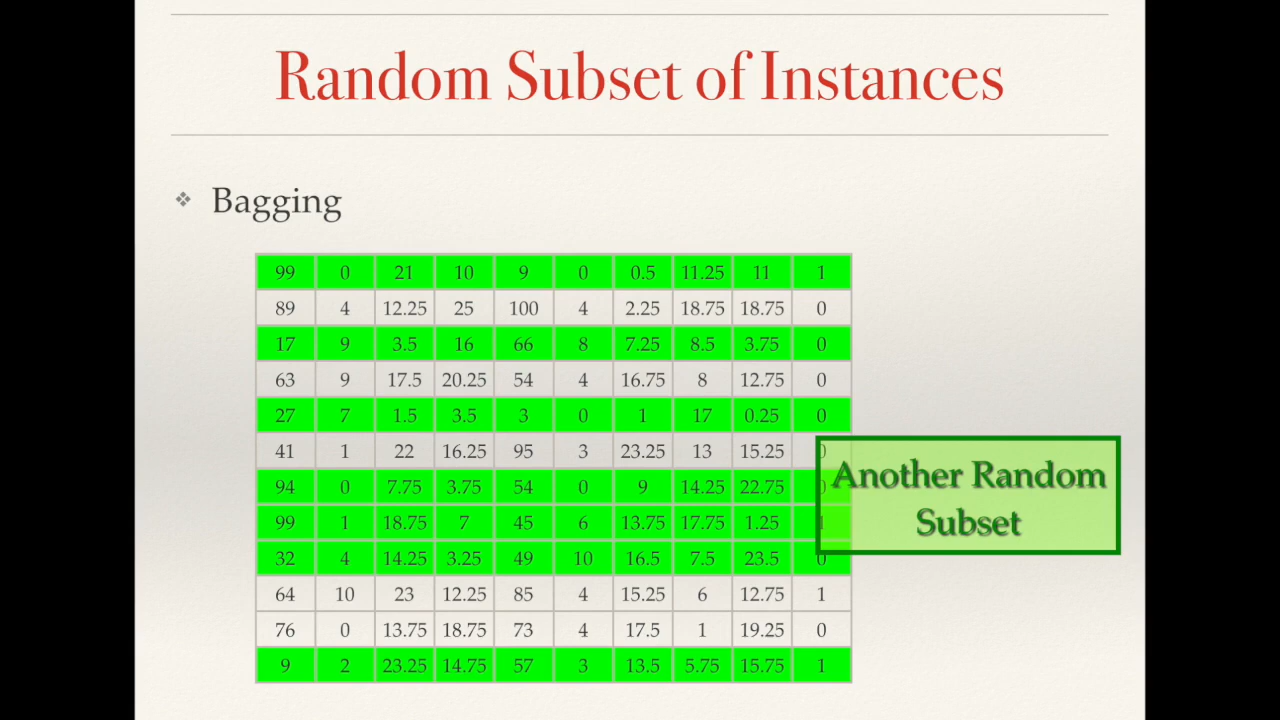 Random Subset of Instances
❖ Bagging
99 0 21 10 9 0 0.5 11.25 11 1
89 4 12.25 25 100 4 2.25 18.75 18.75 0
17 9 3.5 16 66 8 7.25 8.5 3.75 0
63 9 17.5 20.25 54 4 16.75 8 12.75 0
27 7 1.5 3.5 3 0 1 17 0.25 0
41 1 22 16.25 95 3 23.25 13 15.25 0
94 0 7.75 3.75 54 0 9 14.25 22.75 0
99 1 18.75 7 45 6 13.75 17.75 1.25 1
32 4 14.25 3.25 49 10 16.5 7.5 23.5 0
64 10 23 12.25 85 4 15.25 6 12.75 1
76 0 13.75 18.75 73 4 17.5 1 19.25 0
9 2 23.25 14.75 57 3 13.5 5.75 15.75 1
Another Random
Subset